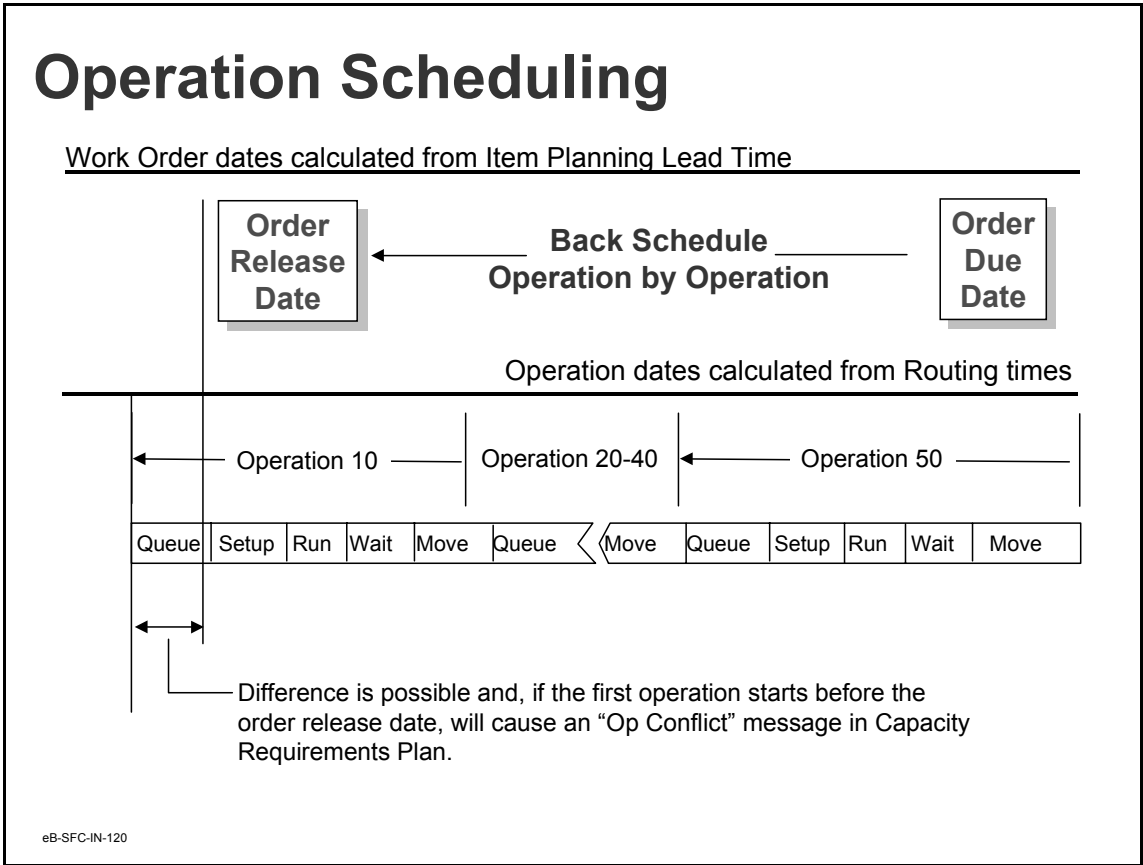 Operation Scheduling
Work Order dates calculated from Item Planning Lead Time
Order
Release
Date
Back Schedule
Operation by Operation
Order
Due
Date
Operation dates calculated from Routing times
Operation 10
Operation 20-40
Operation 50
Queue Setup Run Wait Move Queue Move Queue Setup Run Wait Move
Difference is possible and, if the first operation starts before the
order release date, will cause an “Op Conflict” message in Capacity
Requirements Plan.
eB-SFC-IN-120